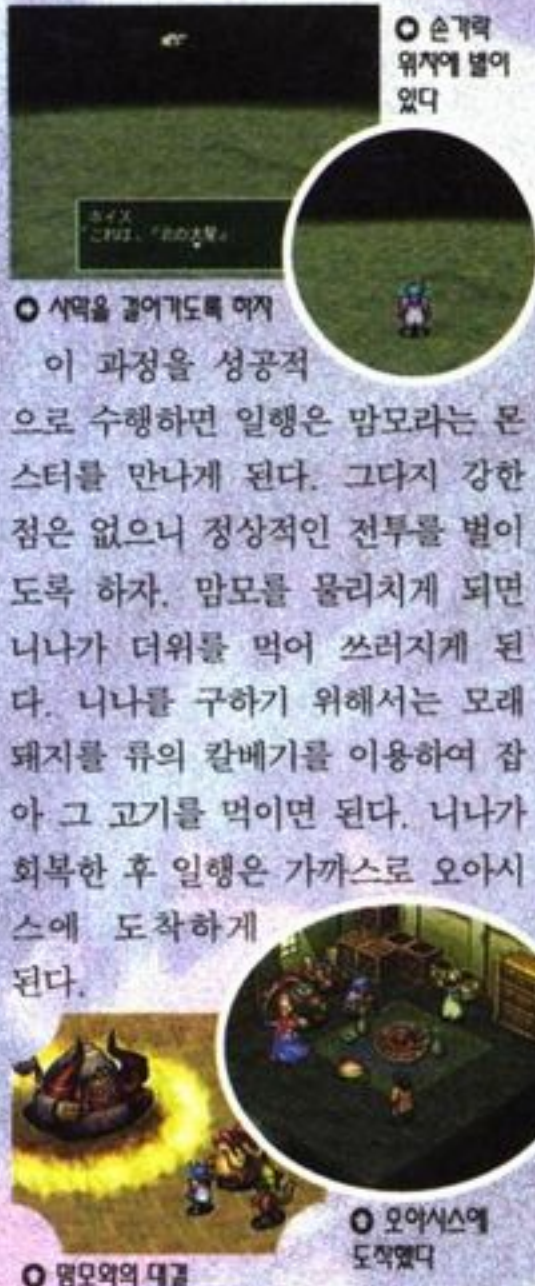 손가락
위치에 별이
있다
ホイス
「これは、『北の大星』
사막을 걸어가도록 하자
이 과정을 성공적
으로 수행하면 일행은 맘모라는 몬
스터를 만나게 된다. 그다지 강한
점은 없으니 정상적인 전투를 벌이
도록 하자. 맘모를 물리치게 되면
니나가 더위를 먹어 쓰러지게 된
다. 니나를 구하기 위해서는 모래
돼지를 류의 칼베기를 이용하여 잡
아 그 고기를 먹이면 된다. 니나가
회복한 후 일행은 가까스로 오아시
스에 도착하게
된다.
오아시스에
도착했다
맘모와의 대결